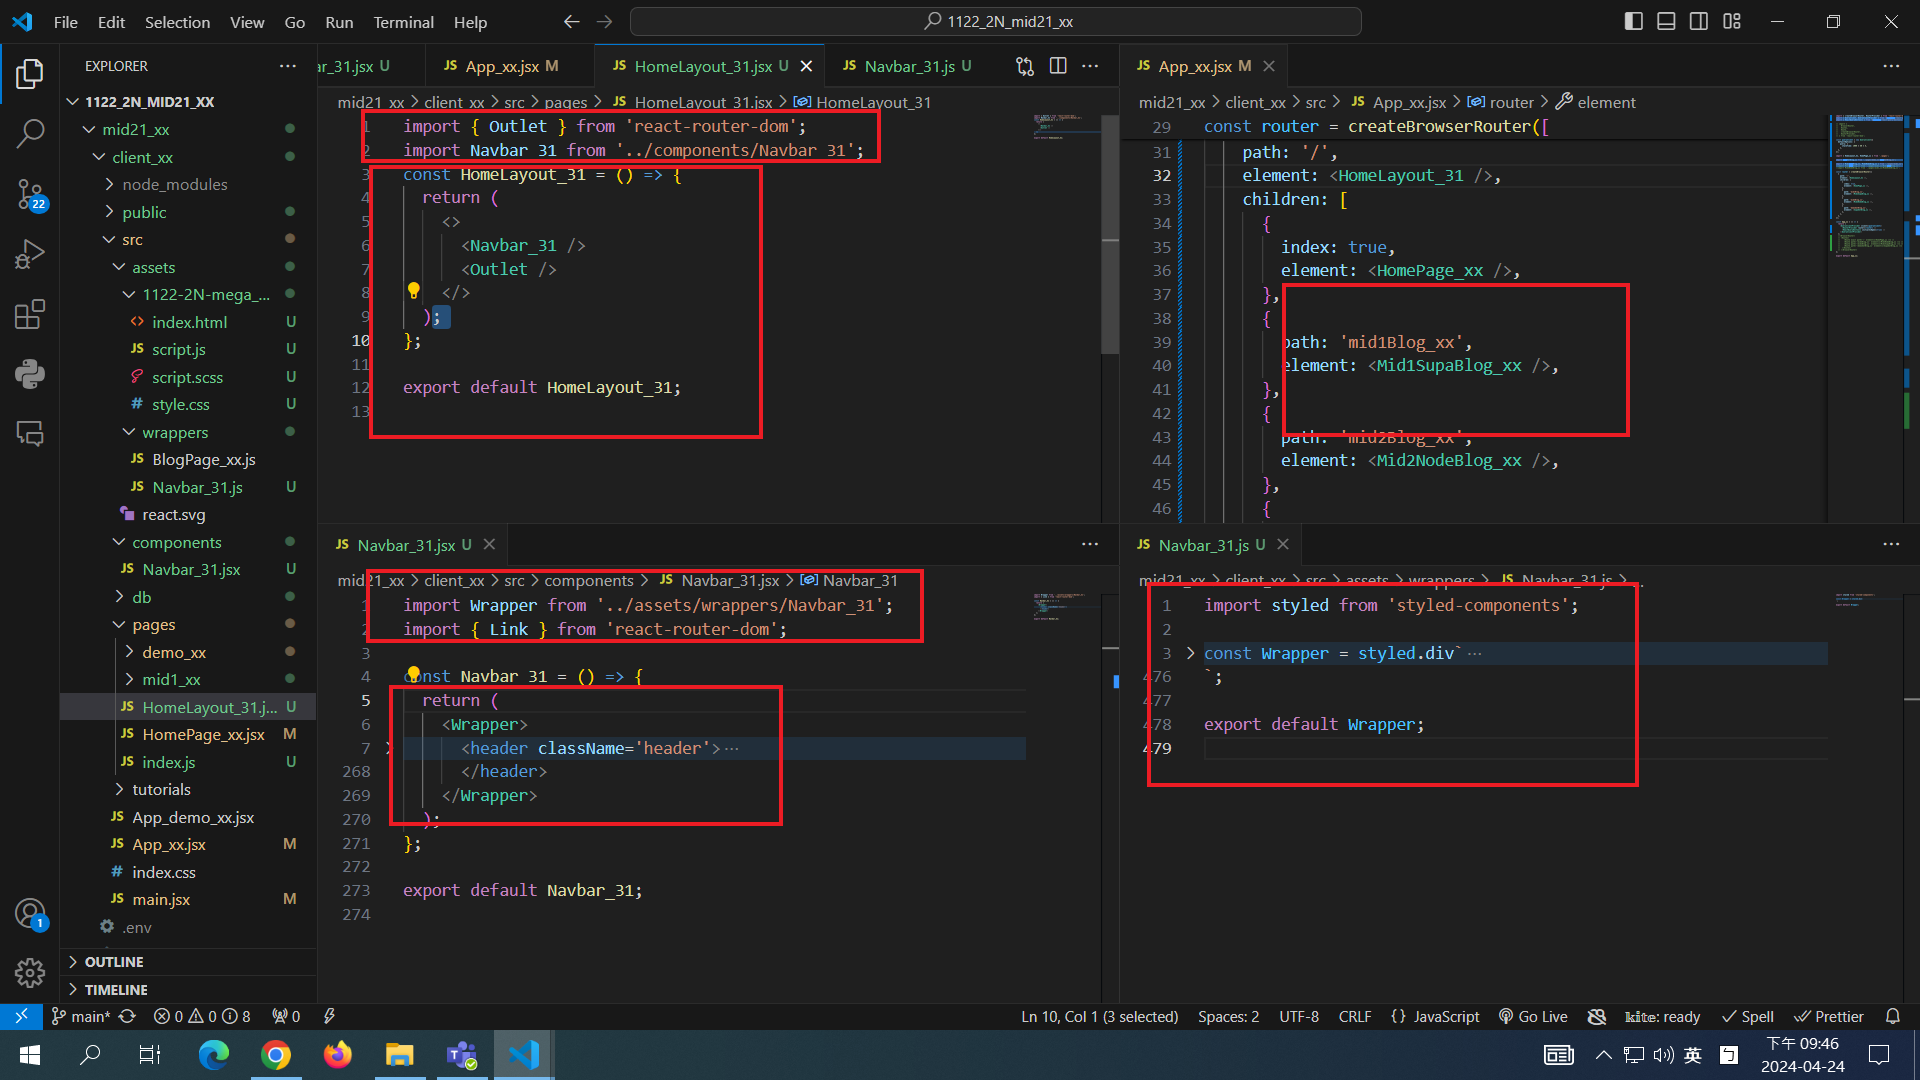 File Edit Selection View Go Run Terminal Help
1122_2N_mid21_xx
EXPLORER
1122_2N_MID21_XX
mid21_xx
client_xx
node_modules
public
src
assets
1122-2N-mega_...
index.html U
script.js U
script.scss U
style.css U
wrappers
BlogPage_xx.js
Navbar_31.js U
react.svg
components
Navbar_31.jsx U
db
pages
demo_xx
mid1_xx
HomeLayout_31.j... U
HomePage_xx.jsx M
index.js U
tutorials
App_demo_xx.jsx
App_xx.jsx M
index.css
main.jsx M
.env
OUTLINE
TIMELINE
ar_31.jsx U
App_xx.jsx M
HomeLayout_31.jsx U
Navbar_31.js U
mid21_xx > client_xx > src > pages > HomeLayout_31.jsx > HomeLayout_31
1 import { Outlet } from 'react-router-dom';
2 import Navbar_31 from '../components/Navbar_31';
3 const HomeLayout_31 = () => {
4 return (
5 <>
6 <Navbar_31 />
7 <Outlet />
8 </>
9 );
10 };
11
12 export default HomeLayout_31;
13
App_xx.jsx M
mid21_xx > client_xx > src > App_xx.jsx > router > element
29 const router = createBrowserRouter([
31 path: '/',
32 element: <HomeLayout_31 />,
33 children: [
34 {
35 index: true,
36 element: <HomePage_xx />,
37 },
38 {
39 path: 'mid1Blog_xx',
40 element: <Mid1SupaBlog_xx />,
41 },
42 {
43 path: 'mid2Blog_xx',
44 element: <Mid2NodeBlog_xx />,
45 },
46 {
Navbar_31.jsx U
mid21_xx > client_xx > src > components > Navbar_31.jsx > Navbar_31
1 import Wrapper from '../assets/wrappers/Navbar_31';
2 import { Link } from 'react-router-dom';
3
4 const Navbar_31 = () => {
5 return (
6 <Wrapper>
7 <header className='header'>···
268 </header>
269 </Wrapper>
270 );
271 };
272
273 export default Navbar_31;
274
Navbar_31.js U
mid21_xx > client_xx > src > assets > wrappers > Navbar_31.js > ...
1 import styled from 'styled-components';
2
3 const Wrapper = styled.div`···
476 `;
477
478 export default Wrapper;
479
main* 0 0 8 0 Ln 10, Col 1 (3 selected) Spaces: 2 UTF-8 CRLF {} JavaScript Go Live kite: ready Spell Prettier
22
1
英
下午 09:46
2024-04-24